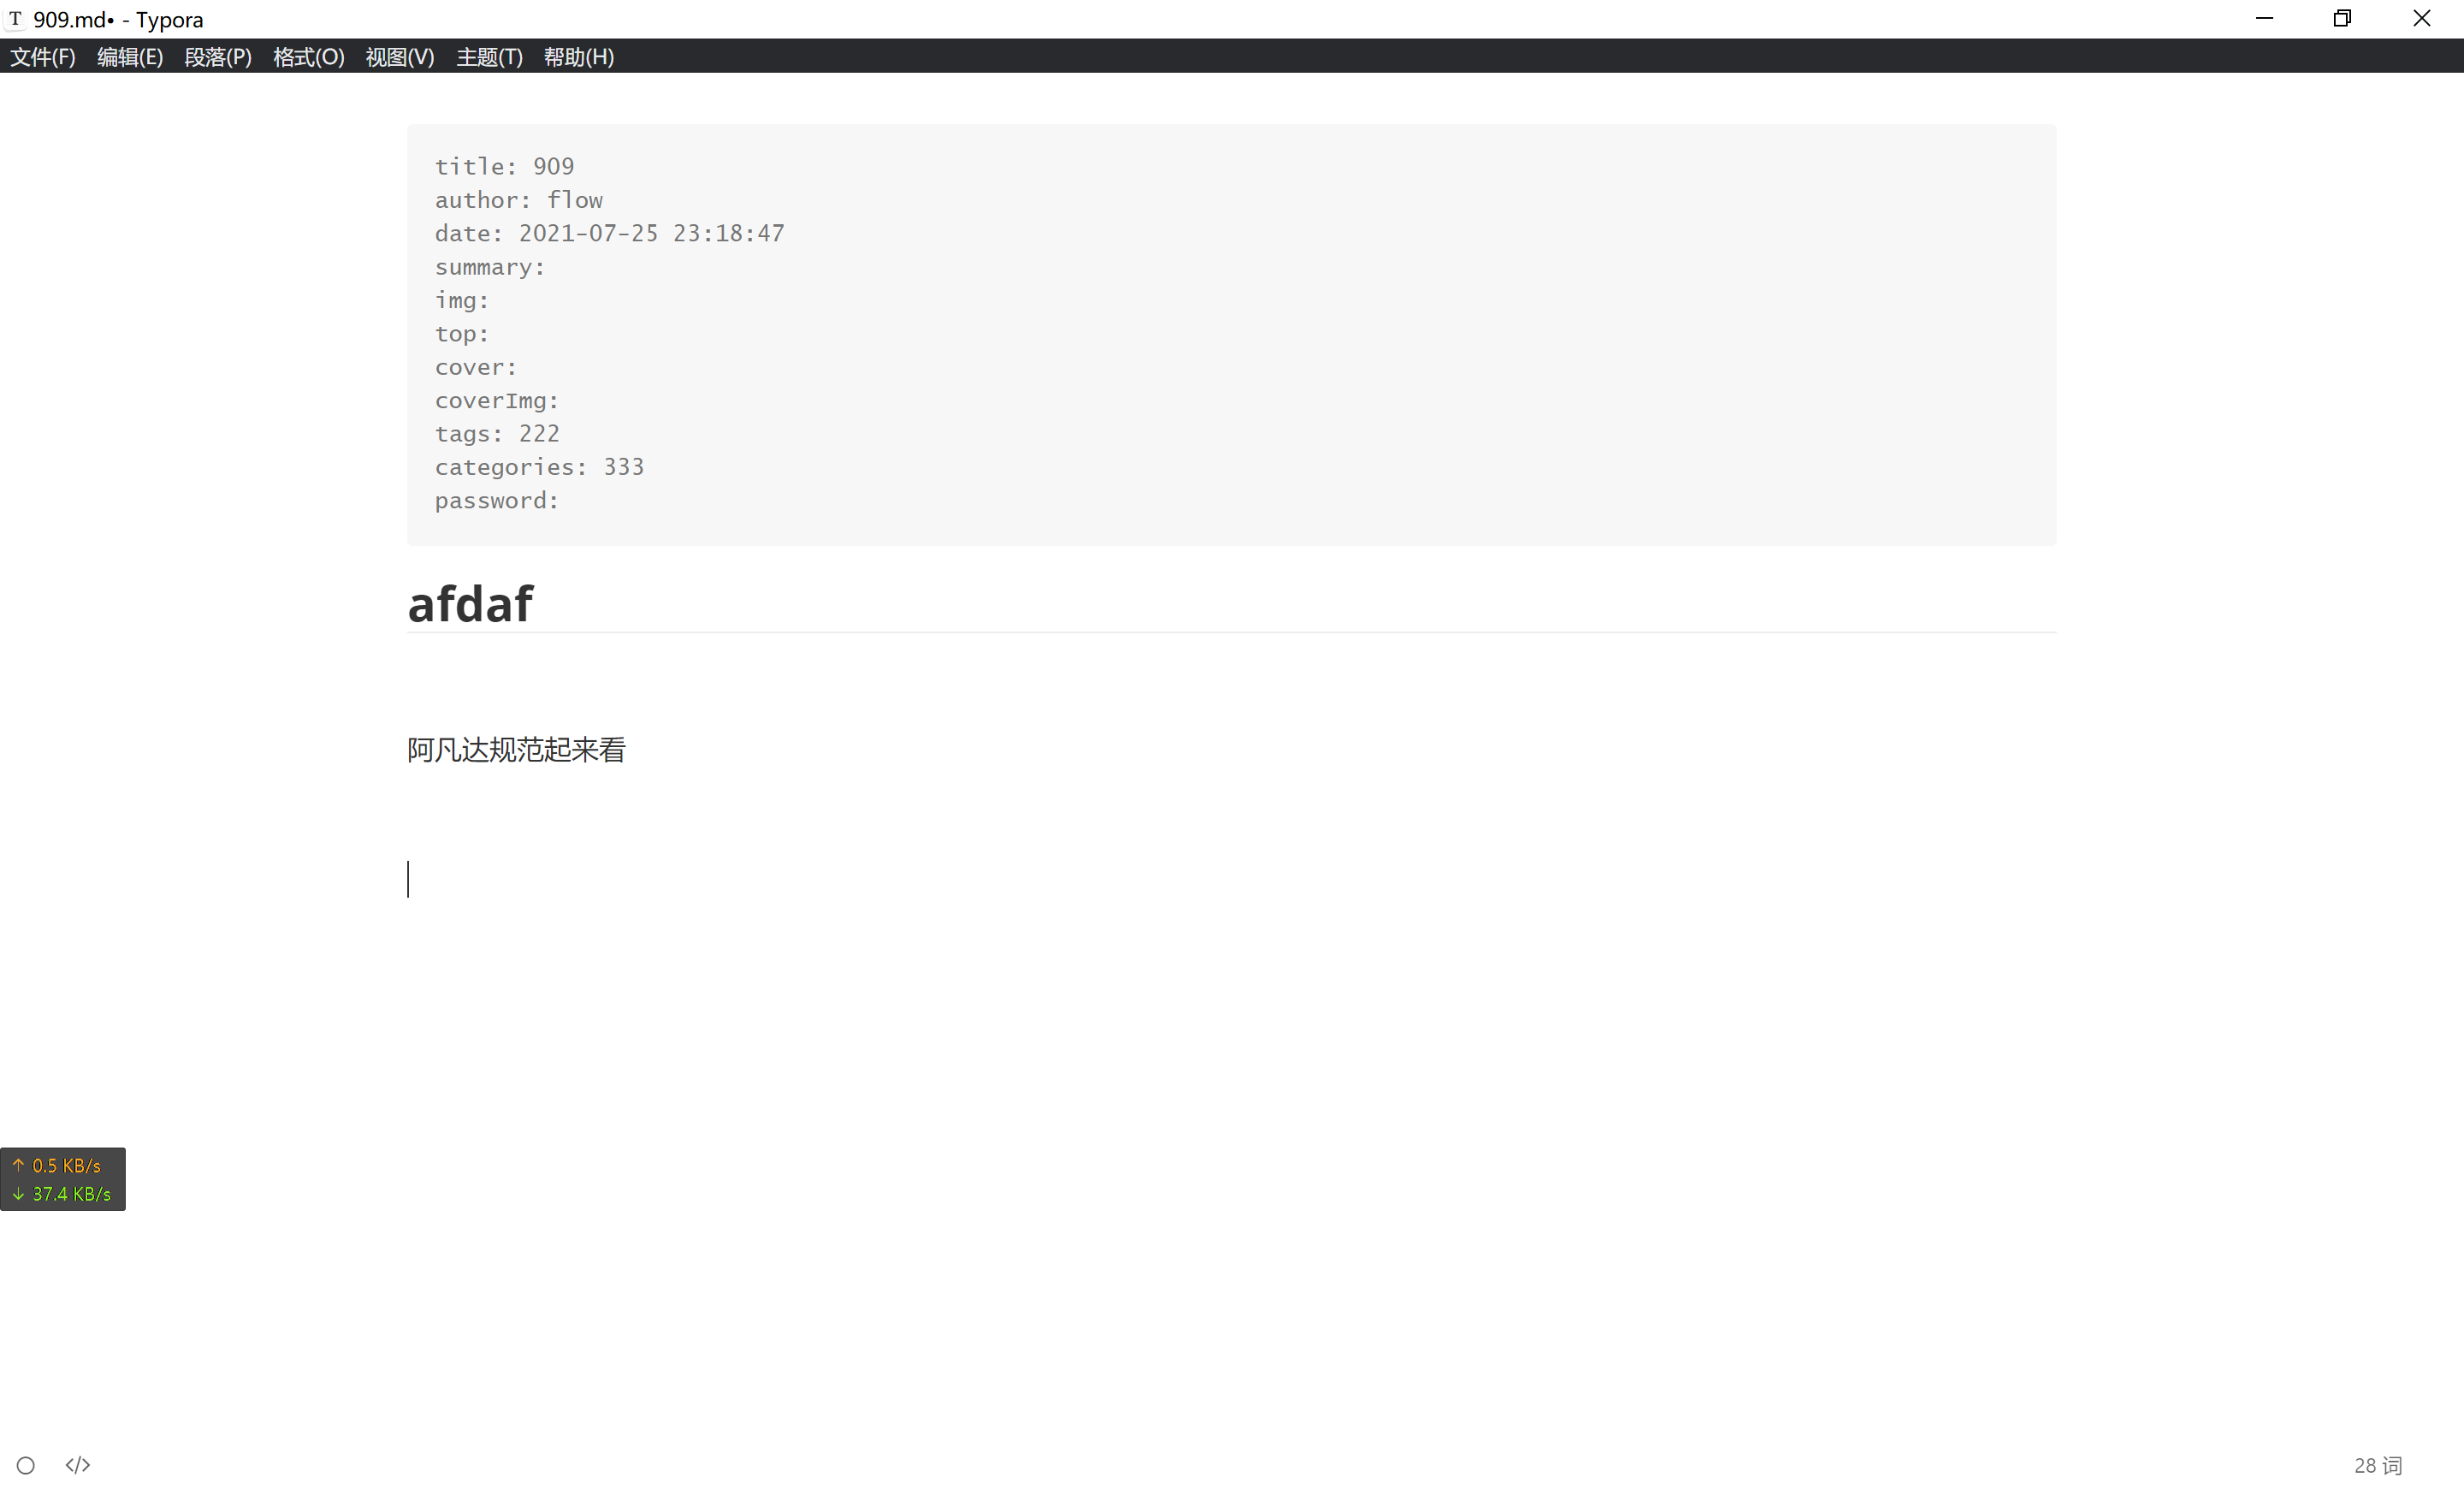 T 909.md• - Typora
文件(F) 编辑(E) 段落(P) 格式(O) 视图(V) 主题(T) 帮助(H)
title: 909
author: flow
date: 2021-07-25 23:18:47
summary:
img:
top:
cover:
coverImg:
tags: 222
categories: 333
password:
afdaf
阿凡达规范起来看
↑ 0.5 KB/s
↓ 37.4 KB/s
</> 28 词